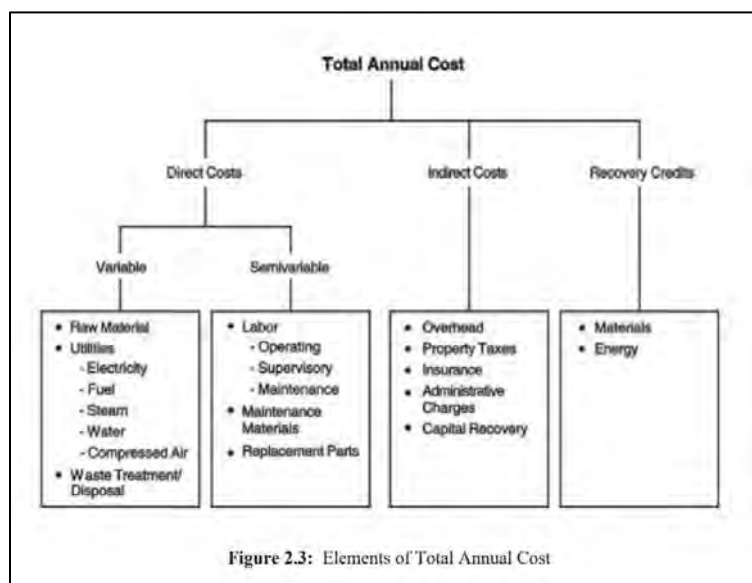 Total Annual Cost
Direct Costs
Indirect Costs
Recovery Credits
Variable
Semivariable
• Raw Material
• Utilities
- Electricity
- Fuel
- Steam
- Water
- Compressed Air
• Waste Treatment/
Disposal
• Labor
- Operating
- Supervisory
- Maintenance
• Maintenance
Materials
• Replacement Parts
• Overhead
• Property Taxes
• Insurance
• Administrative
Charges
• Capital Recovery
• Materials
• Energy
Figure 2.3: Elements of Total Annual Cost